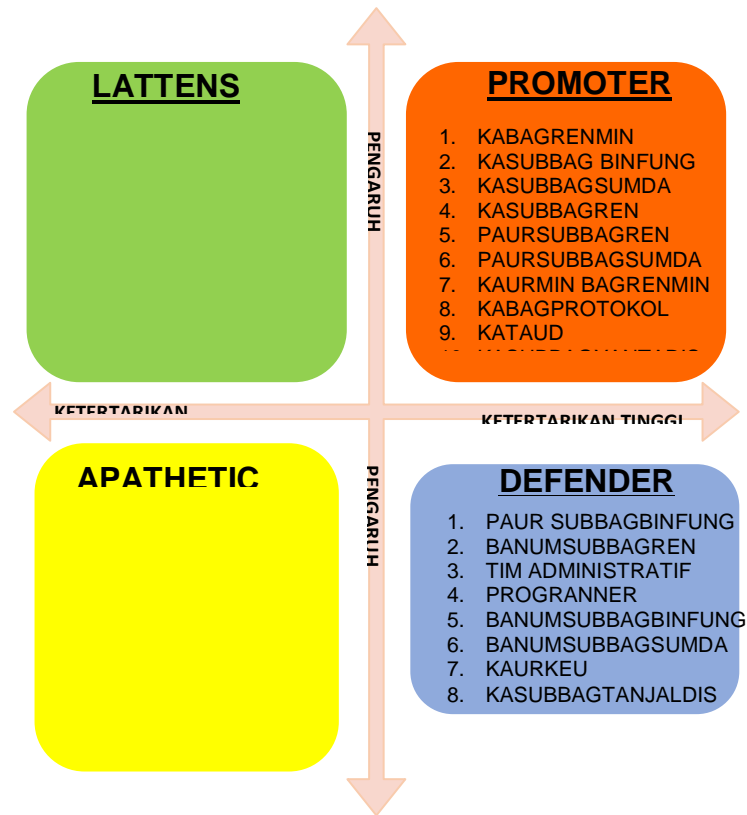 LATTENS
PROMOTER
1. KABAGRENMIN
2. KASUBBAG BINFUNG
3. KASUBBAGSUMDA
4. KASUBBAGREN
5. PAURSUBBAGREN
6. PAURSUBBAGSUMDA
7. KAURMIN BAGRENMIN
8. KABAGPROTOKOL
9. KATAUD
PENGARUH
KETERTARIKAN
KETERTARIKAN TINGGI
APATHETIC
PENGARUH
DEFENDER
1. PAUR SUBBAGBINFUNG
2. BANUMSUBBAGREN
3. TIM ADMINISTRATIF
4. PROGRANNER
5. BANUMSUBBAGBINFUNG
6. BANUMSUBBAGSUMDA
7. KAURKEU
8. KASUBBAGTANJALDIS